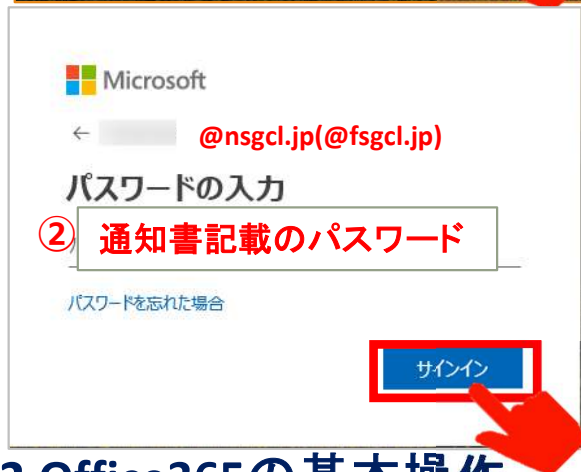 Microsoft
← @nsgcl.jp(@fsgcl.jp)
パスワードの入力
② 通知書記載のパスワード
パスワードを忘れた場合
サインイン
2 Office365の基本操作